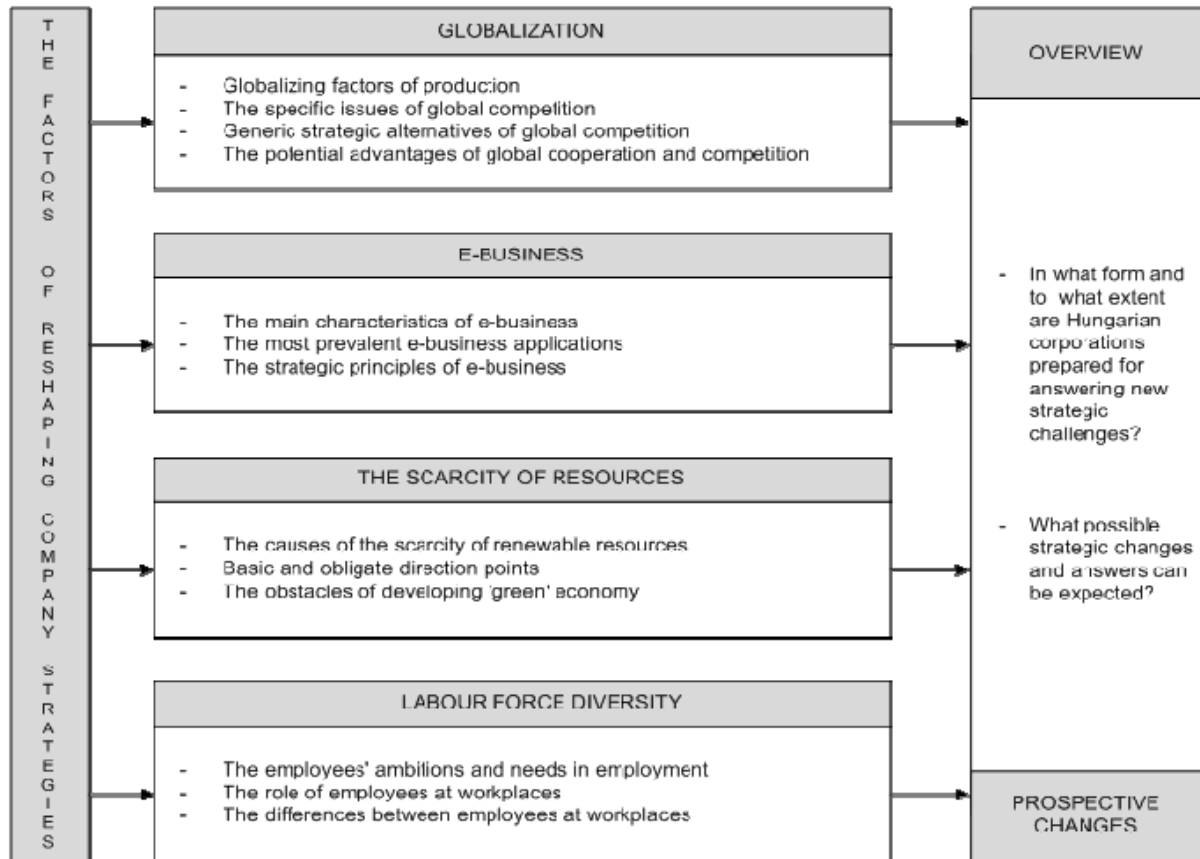 THE FACTORS OF RESHAPING COMPANY STRATEGIES
GLOBALIZATION
- Globalizing factors of production
- The specific issues of global competition
- Generic strategic alternatives of global competition
- The potential advantages of global cooperation and competition
E-BUSINESS
- The main characteristics of e-business
- The most prevalent e-business applications
- The strategic principles of e-business
THE SCARCITY OF RESOURCES
- The causes of the scarcity of renewable resources
- Basic and obligate direction points
- The obstacles of developing 'green' economy
LABOUR FORCE DIVERSITY
- The employees' ambitions and needs in employment
- The role of employees at workplaces
- The differences between employees at workplaces
OVERVIEW
- In what form and
to what extent
are Hungarian
corporations
prepared for
answering new
strategic
challenges?
- What possible
strategic changes
and answers can
be expected?
PROSPECTIVE
CHANGES